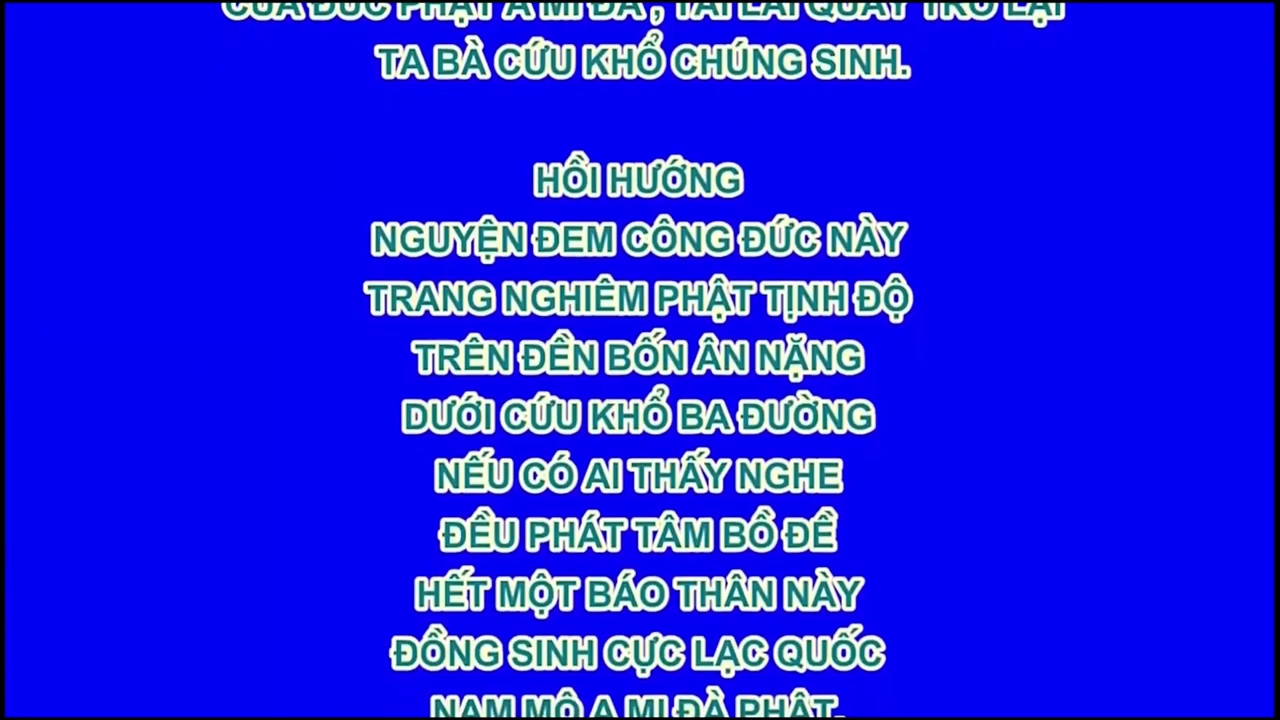 CỦA ĐỨC PHẬT A MI ĐÀ , TÁI LAI QUAY TRỞ LẠI
TA BÀ CỨU KHỔ CHÚNG SINH.
HỒI HƯỚNG
NGUYỆN ĐEM CÔNG ĐỨC NÀY
TRANG NGHIÊM PHẬT TỊNH ĐỘ
TRÊN ĐỀN BỐN ÂN NẶNG
DƯỚI CỨU KHỔ BA ĐƯỜNG
NẾU CÓ AI THẤY NGHE
ĐỀU PHÁT TÂM BỒ ĐỀ
HẾT MỘT BÁO THÂN NÀY
ĐỒNG SINH CỰC LẠC QUỐC
NAM MÔ A MI ĐÀ PHẬT.